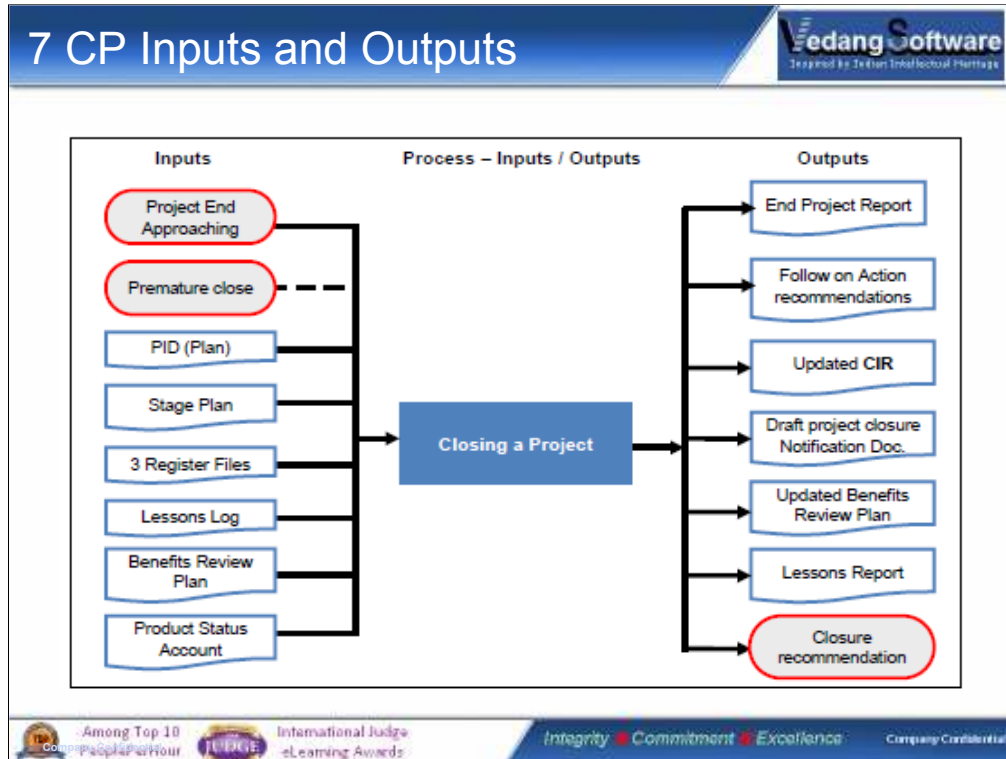 7 CP Inputs and Outputs
Vedang Software
Inspired by Indian Intellectual Heritage
Inputs
Process – Inputs / Outputs
Outputs
Project End
Approaching
Premature close
PID (Plan)
Stage Plan
3 Register Files
Lessons Log
Benefits Review
Plan
Product Status
Account
Closing a Project
End Project Report
Follow on Action
recommendations
Updated CIR
Draft project closure
Notification Doc.
Updated Benefits
Review Plan
Lessons Report
Closure
recommendation
Among Top 10
PeoplePerHour
JUDGE
International Judge
eLearning Awards
Integrity Commitment Excellence
Company Confidential